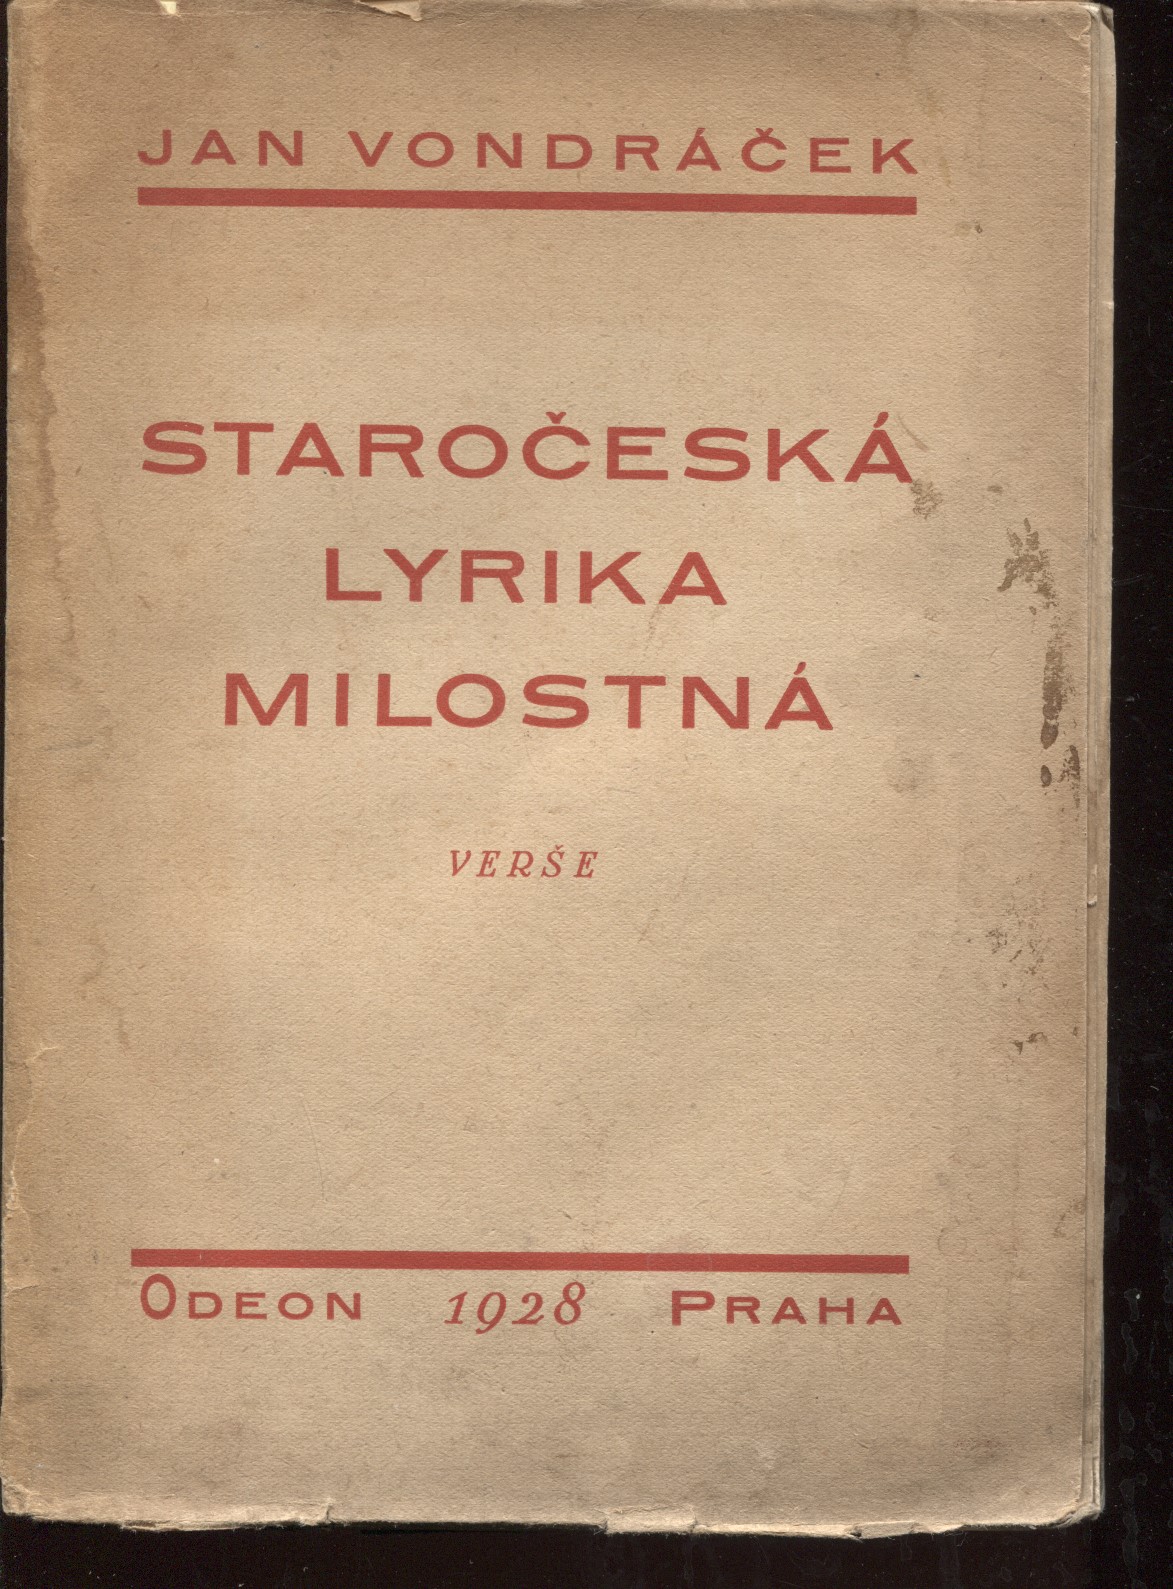 JAN VONDRÁČEK
STAROČESKÁ
LYRIKA
MILOSTNÁ
VERŠE
ODEON 1928 PRAHA